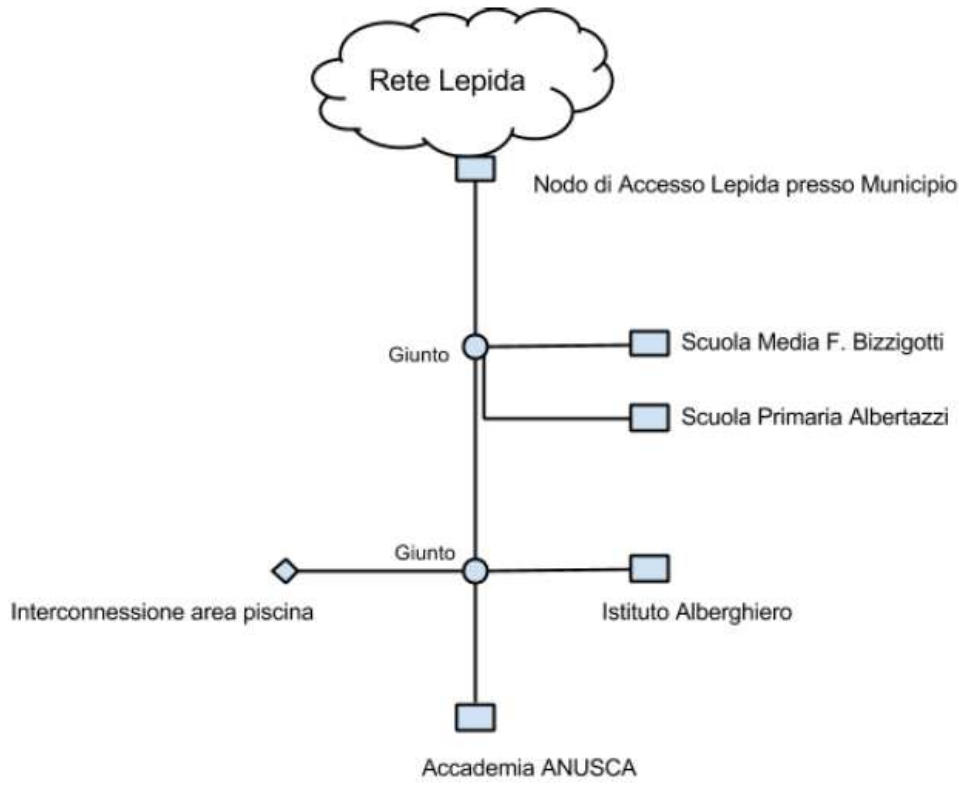 Rete Lepida
Nodo di Accesso Lepida presso Municipio
Giunto
Scuola Media F. Bizzigotti
Scuola Primaria Albertazzi
Giunto
Interconnessione area piscina
Istituto Alberghiero
Accademia ANUSCA